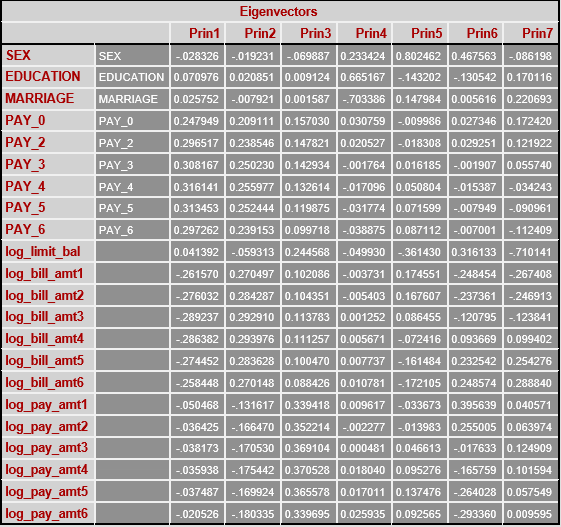 Eigenvectors
Prin1 Prin2 Prin3 Prin4 Prin5 Prin6 Prin7
SEX SEX -.028326 -.019231 -.069887 0.233424 0.802462 0.467563 -.086198
EDUCATION EDUCATION 0.070976 0.020851 0.009124 0.665167 -.143202 -.130542 0.170116
MARRIAGE MARRIAGE 0.025752 -.007921 0.001587 -.703386 0.147984 0.005616 0.220693
PAY_0 PAY_0 0.247949 0.209111 0.157030 0.030759 -.009986 0.027346 0.172420
PAY_2 PAY_2 0.296517 0.238546 0.147821 0.020527 -.018308 0.029251 0.121922
PAY_3 PAY_3 0.308167 0.250230 0.142934 -.001764 0.016185 -.001907 0.055740
PAY_4 PAY_4 0.316141 0.255977 0.132614 -.017096 0.050804 -.015387 -.034243
PAY_5 PAY_5 0.313453 0.252444 0.119875 -.031774 0.071599 -.007949 -.090961
PAY_6 PAY_6 0.297262 0.239153 0.099718 -.038875 0.087112 -.007001 -.112409
log_limit_bal 0.041392 -.059313 0.244568 -.049930 -.361430 0.316133 -.710141
log_bill_amt1 -.261570 0.270497 0.102086 -.003731 0.174551 -.248454 -.267408
log_bill_amt2 -.276032 0.284287 0.104351 -.005403 0.167607 -.237361 -.246913
log_bill_amt3 -.289237 0.292910 0.113783 0.001252 0.086455 -.120795 -.123841
log_bill_amt4 -.286382 0.293976 0.111257 0.005671 -.072416 0.093669 0.099402
log_bill_amt5 -.274452 0.283628 0.100470 0.007737 -.161484 0.232542 0.254276
log_bill_amt6 -.258448 0.270148 0.088426 0.010781 -.172105 0.248574 0.288840
log_pay_amt1 -.050468 -.131617 0.339418 0.009617 -.033673 0.395639 0.040571
log_pay_amt2 -.036425 -.166470 0.352214 -.002277 -.013983 0.255005 0.063974
log_pay_amt3 -.038173 -.170530 0.369104 0.000481 0.046613 -.017633 0.124909
log_pay_amt4 -.035938 -.175442 0.370528 0.018040 0.095276 -.165759 0.101594
log_pay_amt5 -.037487 -.169924 0.365578 0.017011 0.137476 -.264028 0.057549
log_pay_amt6 -.020526 -.180335 0.339695 0.025935 0.092565 -.293360 0.009595